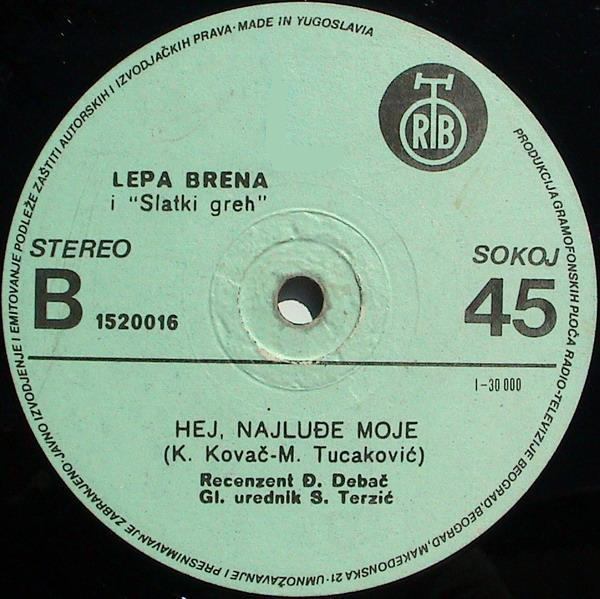 PRODUKCIJA GRAMOFONSKIH PLOČA RADIO-TELEVIZIJE BEOGRAD, BEOGRAD, MAKEDONSKA 21·UMNOŽAVANJE I PRESNIMAVANJE ZABRANJENO·JAVNO IZVODJENJE I EMITOVANJE PODLEŽE ZAŠTITI AUTORSKIH I IZVODJAČKIH PRAVA·MADE IN YUGOSLAVIA
RTB
LEPA BRENA
i "Slatki greh"
STEREO
SOKOJ
B 1520016
45
I-30 000
HEJ, NAJLUĐE MOJE
(K. Kovač-M. Tucaković)
Recenzent Đ. Debač
Gl. urednik S. Terzić